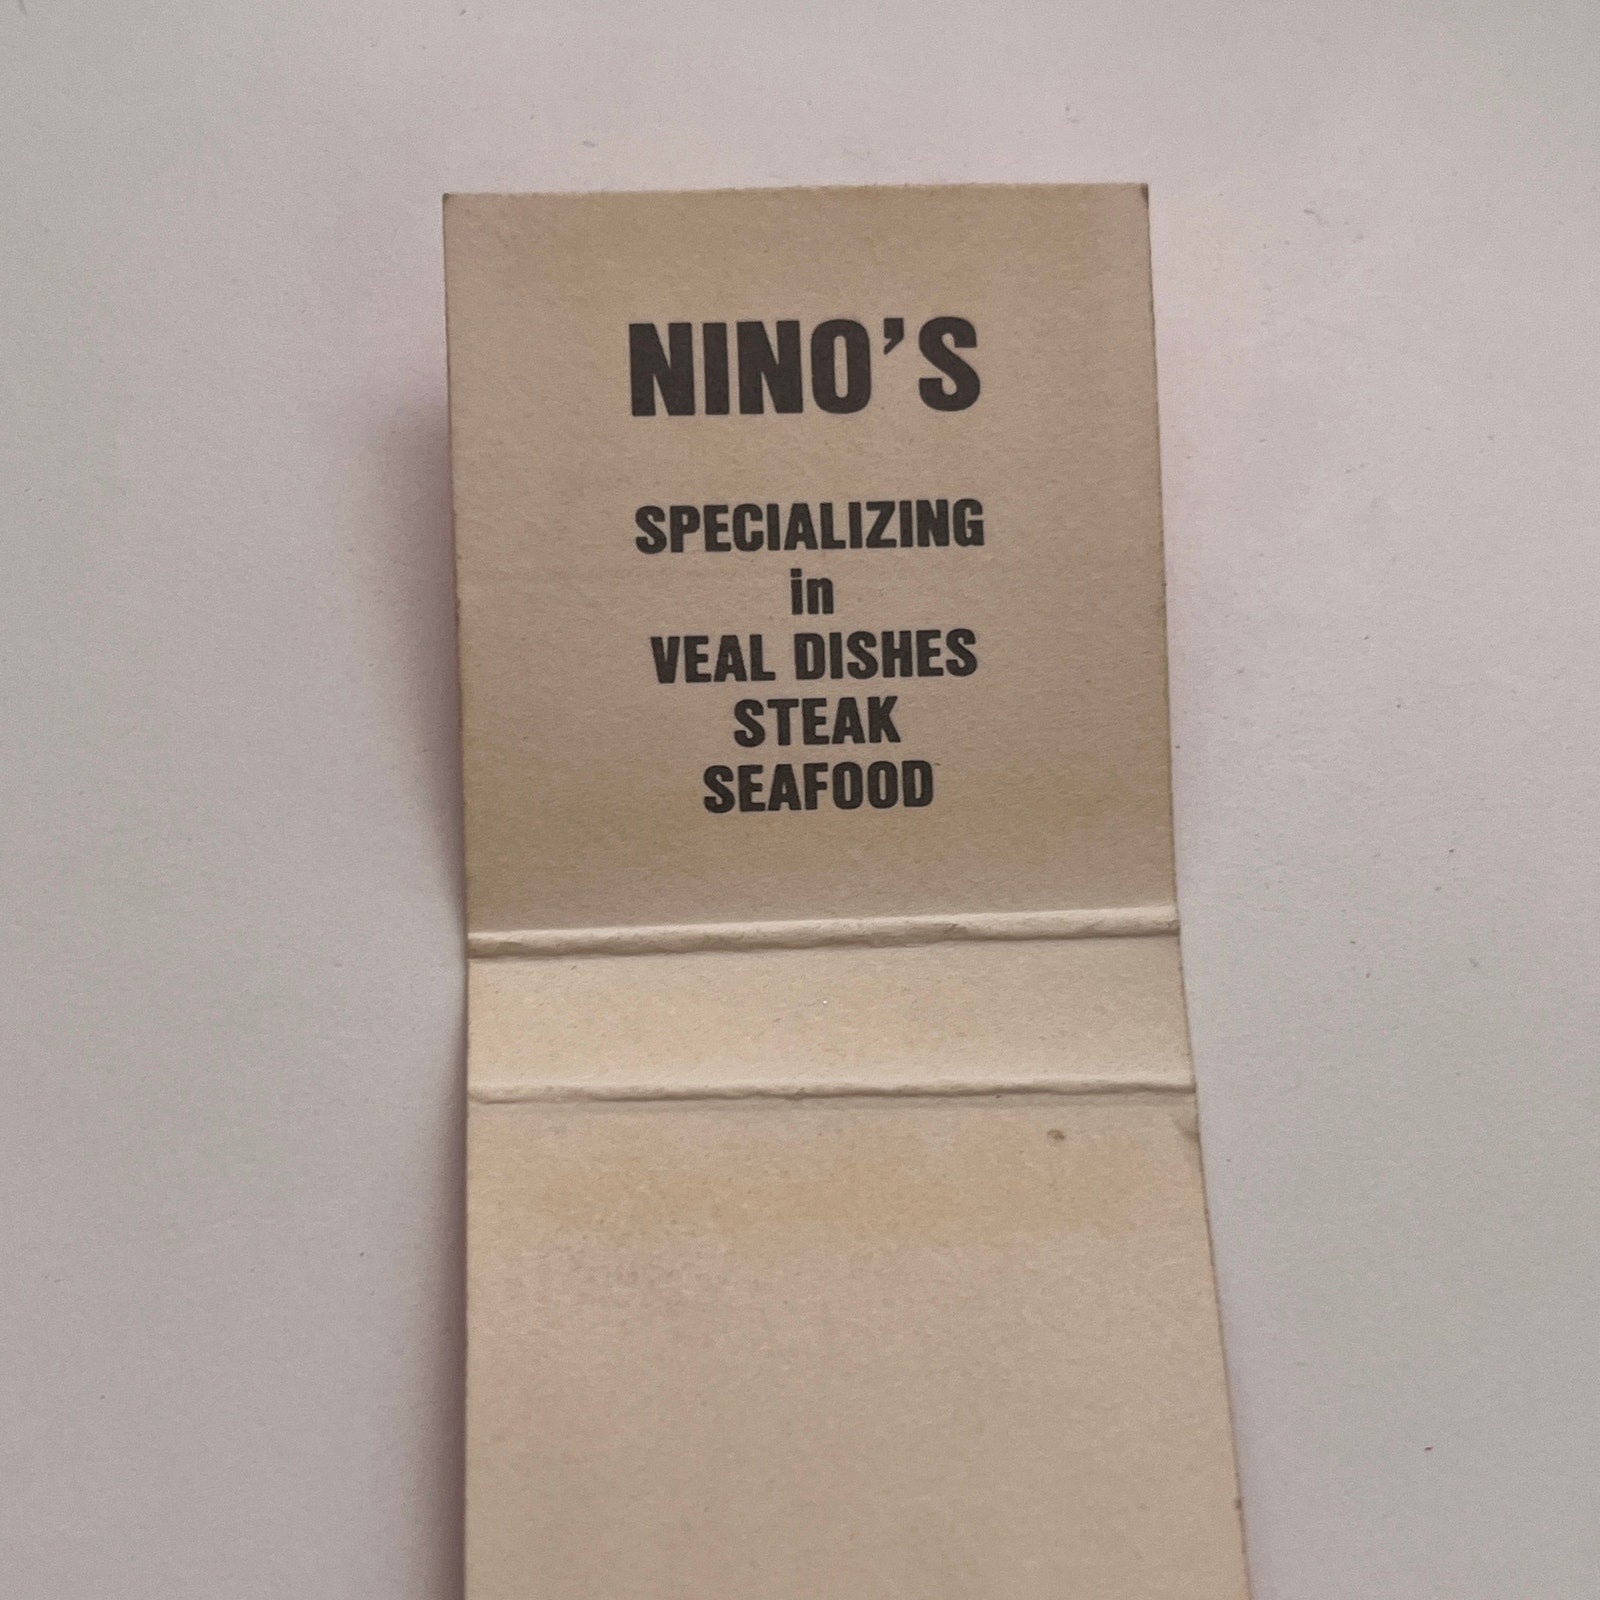 NINO'S
SPECIALIZING
in
VEAL DISHES
STEAK
SEAFOOD